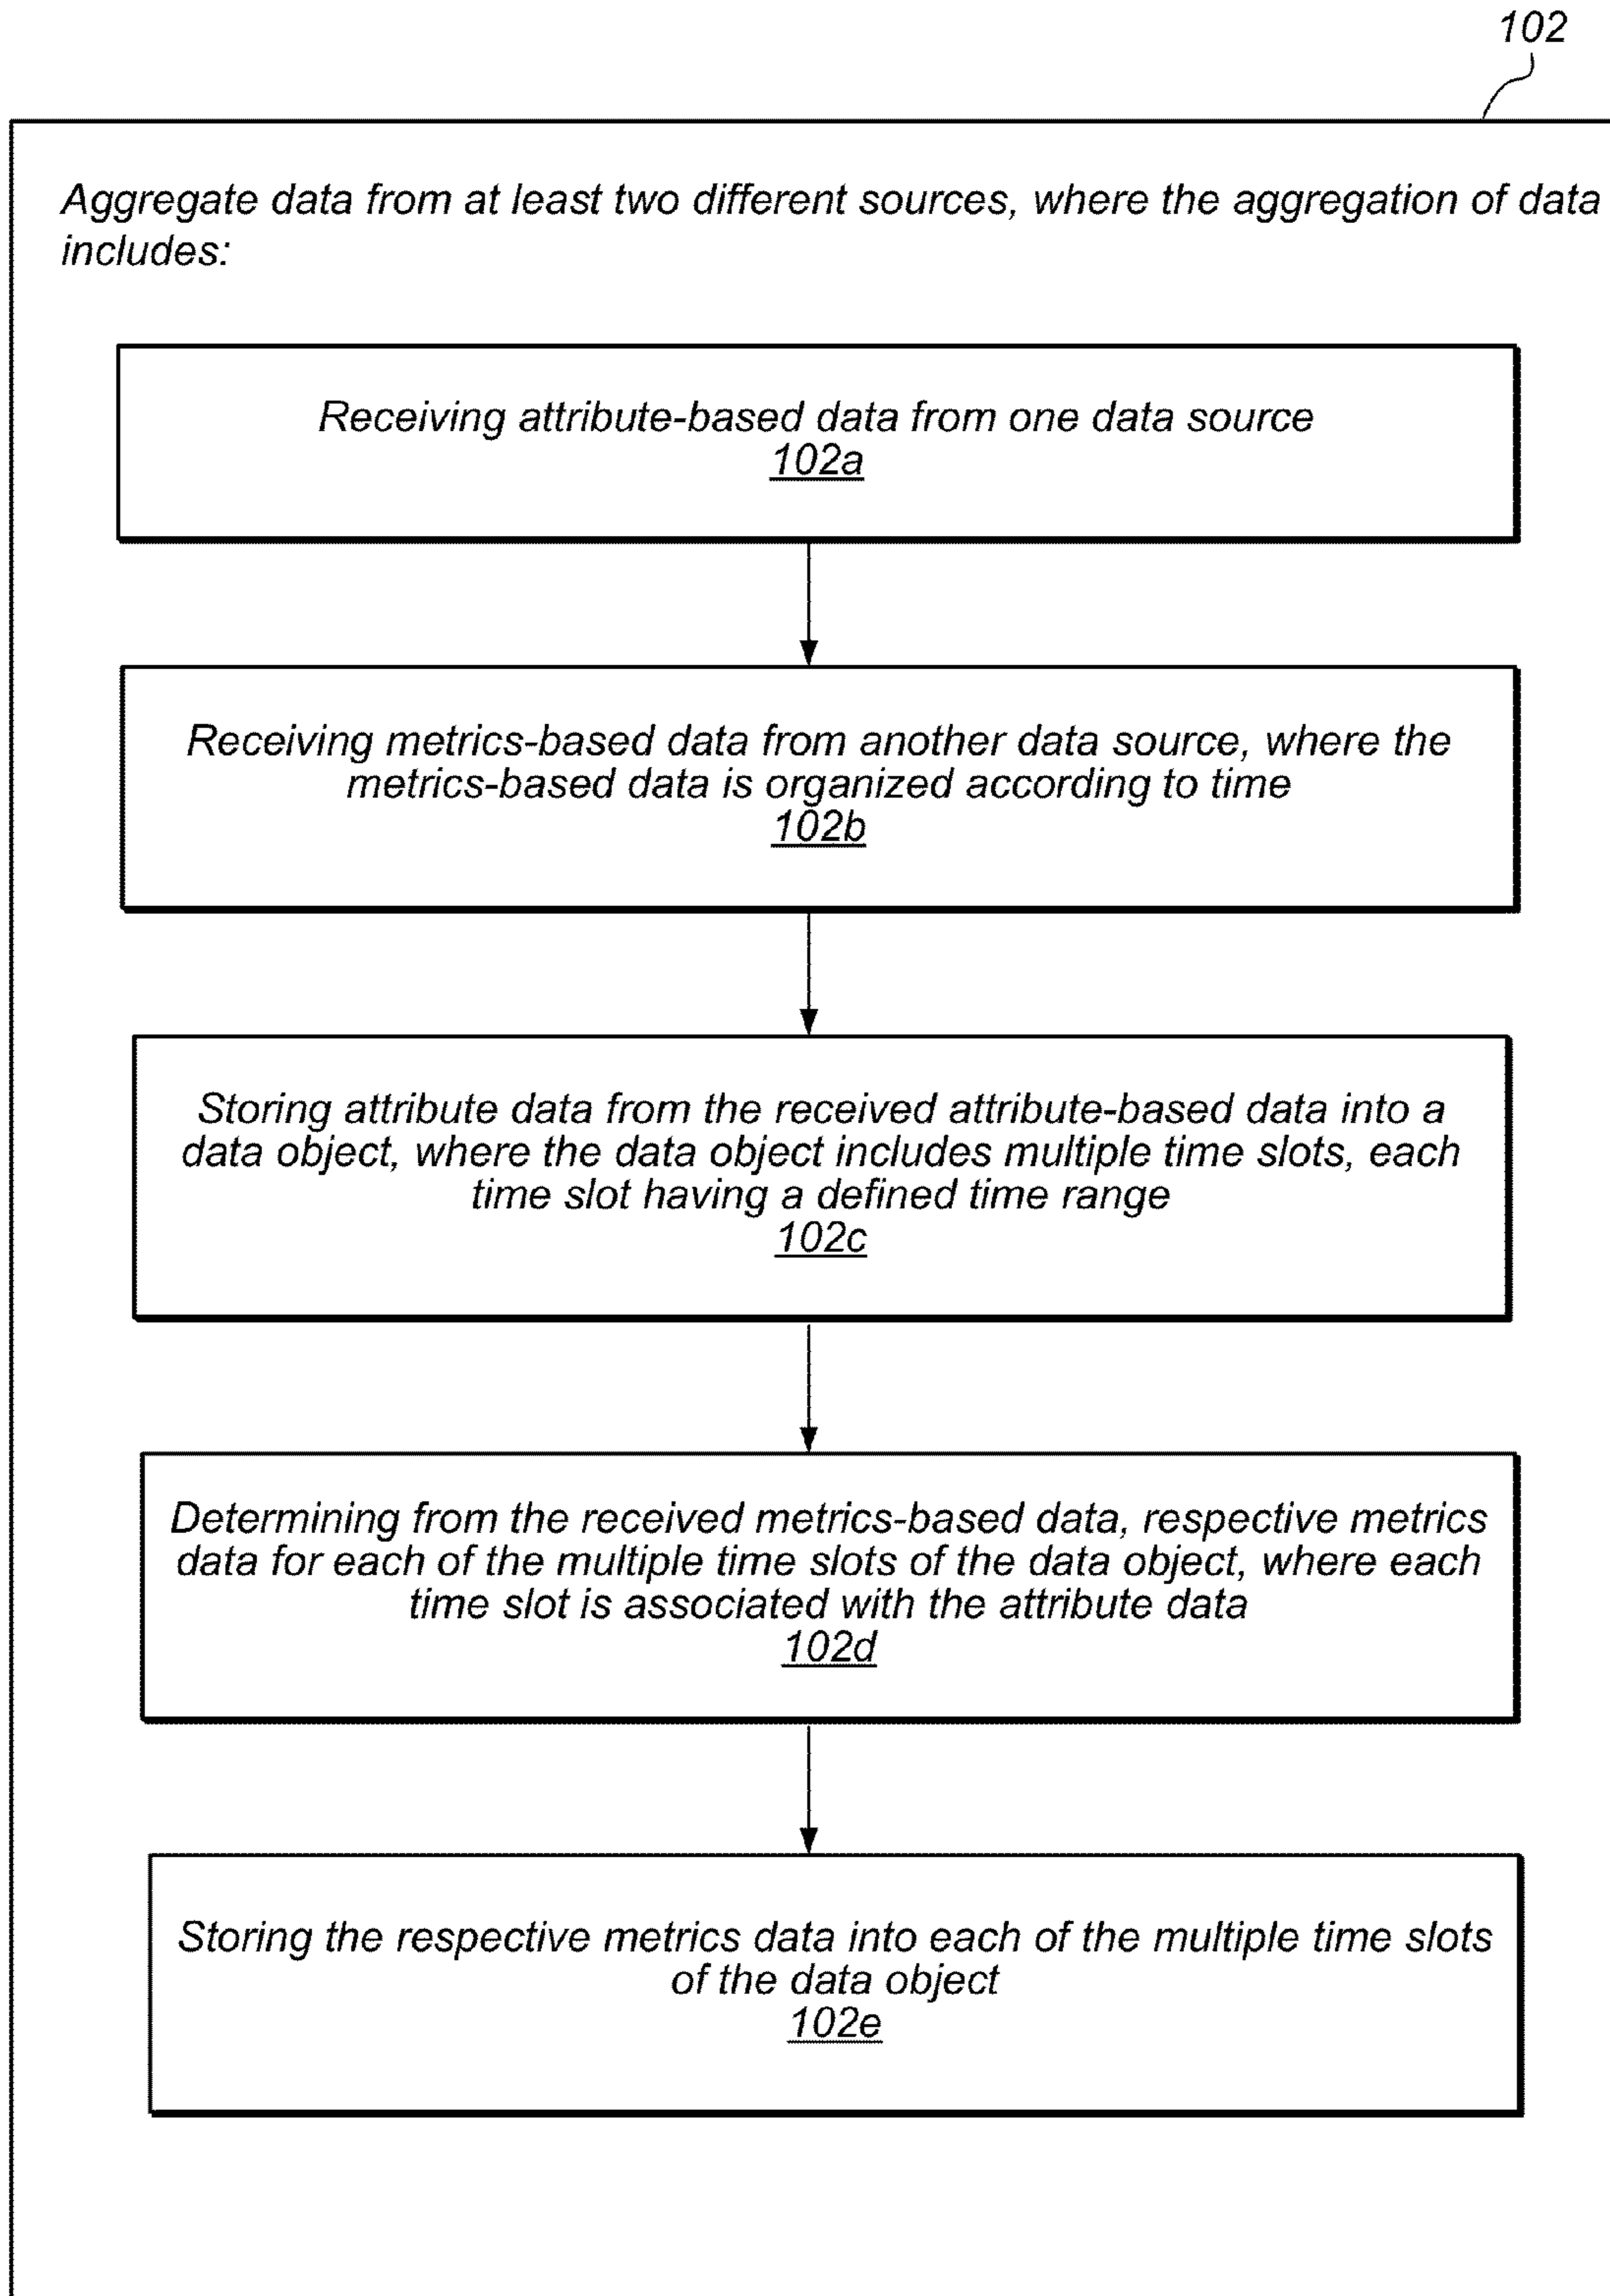 102
Aggregate data from at least two different sources, where the aggregation of data
includes:
Receiving attribute-based data from one data source
102a
Receiving metrics-based data from another data source, where the
metrics-based data is organized according to time
102b
Storing attribute data from the received attribute-based data into a
data object, where the data object includes multiple time slots, each
time slot having a defined time range
102c
Determining from the received metrics-based data, respective metrics
data for each of the multiple time slots of the data object, where each
time slot is associated with the attribute data
102d
Storing the respective metrics data into each of the multiple time slots
of the data object
102e